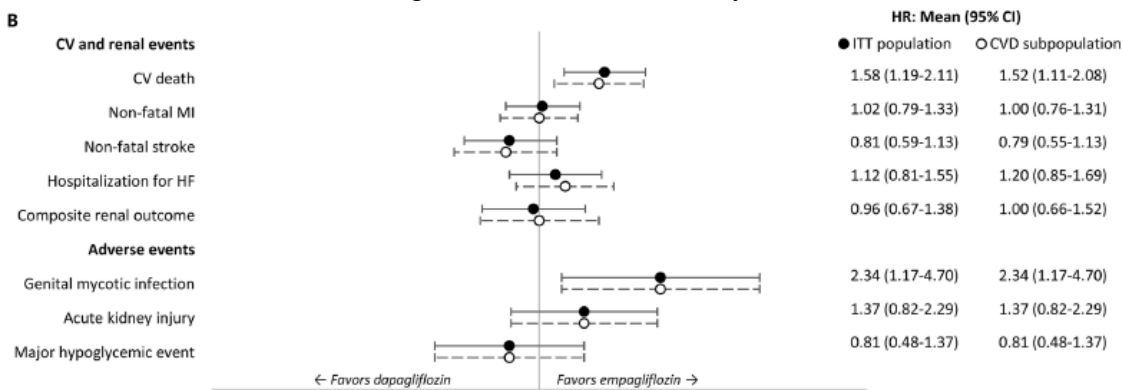 B
HR: Mean (95% CI)
CV and renal events
ITT population CVD subpopulation
CV death 1.58 (1.19-2.11) 1.52 (1.11-2.08)
Non-fatal MI 1.02 (0.79-1.33) 1.00 (0.76-1.31)
Non-fatal stroke 0.81 (0.59-1.13) 0.79 (0.55-1.13)
Hospitalization for HF 1.12 (0.81-1.55) 1.20 (0.85-1.69)
Composite renal outcome 0.96 (0.67-1.38) 1.00 (0.66-1.52)
Adverse events
Genital mycotic infection 2.34 (1.17-4.70) 2.34 (1.17-4.70)
Acute kidney injury 1.37 (0.82-2.29) 1.37 (0.82-2.29)
Major hypoglycemic event 0.81 (0.48-1.37) 0.81 (0.48-1.37)
← Favors dapagliflozin Favors empagliflozin →